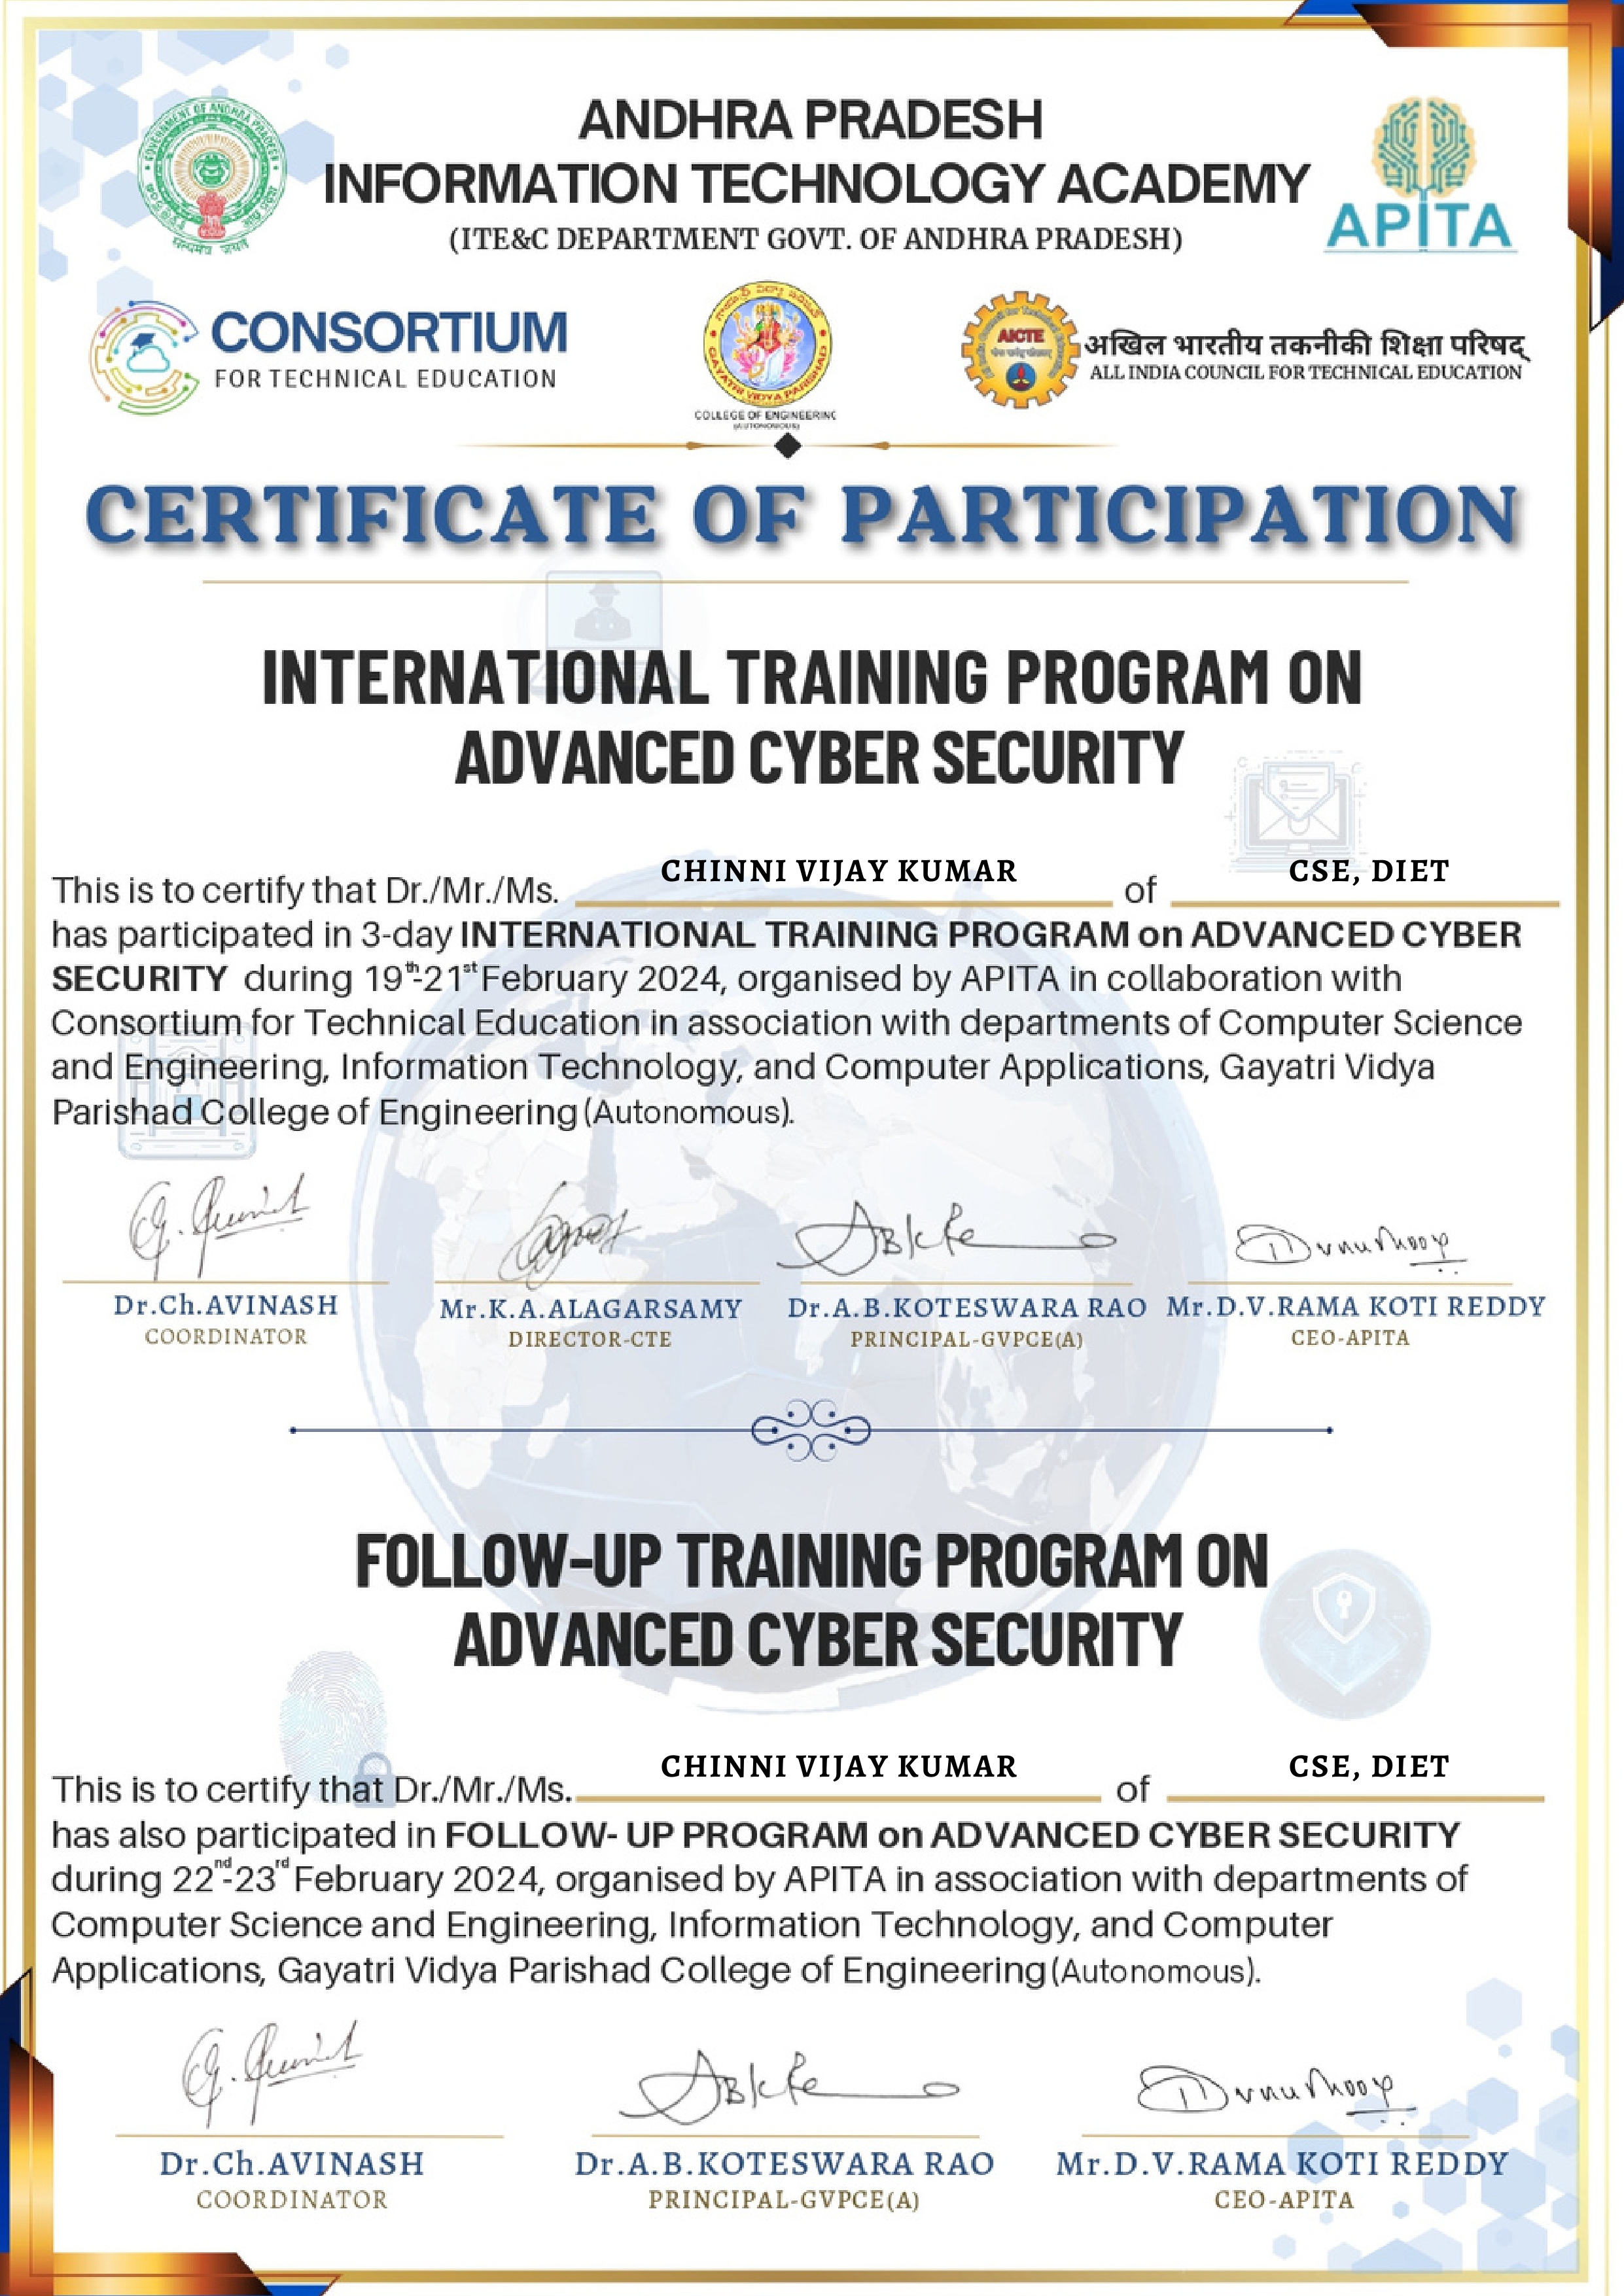 ANDHRA PRADESH
INFORMATION TECHNOLOGY ACADEMY
(ITE&C DEPARTMENT GOVT. OF ANDHRA PRADESH)
GOVERNMENT OF ANDHRA PRADESH
सत्यमेव जयते
APITA
CONSORTIUM
FOR TECHNICAL EDUCATION
GAYATRI VIDYA PARISHAD
COLLEGE OF ENGINEERING
(AUTONOMOUS)
AICTE
अखिल भारतीय तकनीकी शिक्षा परिषद्
ALL INDIA COUNCIL FOR TECHNICAL EDUCATION
CERTIFICATE OF PARTICIPATION
INTERNATIONAL TRAINING PROGRAM ON
ADVANCED CYBER SECURITY
This is to certify that Dr./Mr./Ms. CHINNI VIJAY KUMAR of CSE, DIET
has participated in 3-day INTERNATIONAL TRAINING PROGRAM on ADVANCED CYBER
SECURITY during 19th-21st February 2024, organised by APITA in collaboration with
Consortium for Technical Education in association with departments of Computer Science
and Engineering, Information Technology, and Computer Applications, Gayatri Vidya
Parishad College of Engineering (Autonomous).
Dr.Ch.AVINASH Mr.K.A.ALAGARSAMY Dr.A.B.KOTESWARA RAO Mr.D.V.RAMA KOTI REDDY
COORDINATOR DIRECTOR-CTE PRINCIPAL-GVPCE(A) CEO-APITA
FOLLOW-UP TRAINING PROGRAM ON
ADVANCED CYBER SECURITY
This is to certify that Dr./Mr./Ms. CHINNI VIJAY KUMAR of CSE, DIET
has also participated in FOLLOW- UP PROGRAM on ADVANCED CYBER SECURITY
during 22nd-23rd February 2024, organised by APITA in association with departments of
Computer Science and Engineering, Information Technology, and Computer
Applications, Gayatri Vidya Parishad College of Engineering (Autonomous).
Dr.Ch.AVINASH Dr.A.B.KOTESWARA RAO Mr.D.V.RAMA KOTI REDDY
COORDINATOR PRINCIPAL-GVPCE(A) CEO-APITA